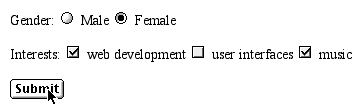 Gender: Male Female
Interests: web development user interfaces music
Submit